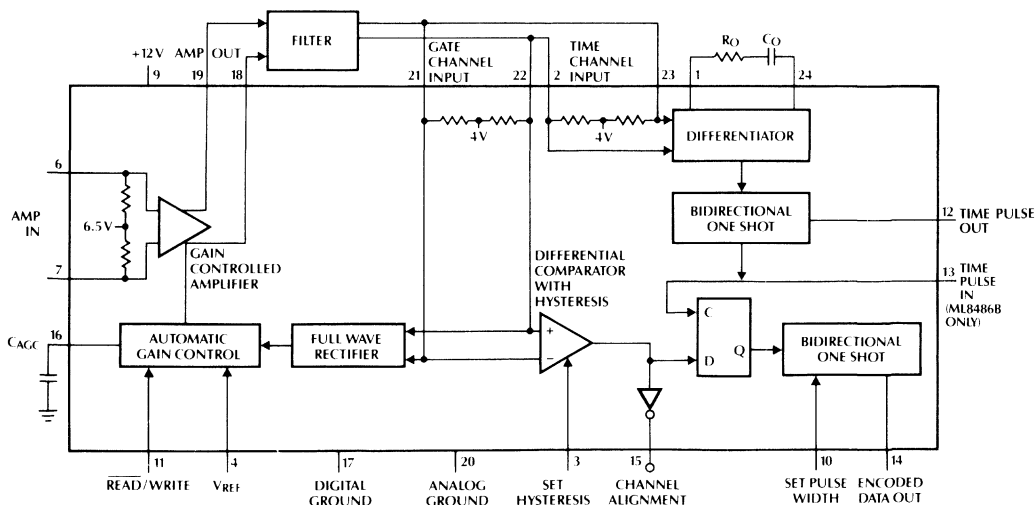 FILTER
+12V AMP OUT
9 19 18
GATE
CHANNEL
INPUT
21 22
TIME
CHANNEL
INPUT
2 23
RO CO
1 24
4V
4V
DIFFERENTIATOR
6
AMP
IN
7
6.5V
GAIN
CONTROLLED
AMPLIFIER
BIDIRECTIONAL
ONE SHOT
12 TIME PULSE
OUT
13 TIME
PULSE
IN
(ML8486B
ONLY)
DIFFERENTIAL
COMPARATOR
WITH
HYSTERESIS
16
CAGC
AUTOMATIC
GAIN CONTROL
FULL WAVE
RECTIFIER
+
−
C
D
Q
BIDIRECTIONAL
ONE SHOT
11
READ/WRITE
4
VREF
17
DIGITAL
GROUND
20
ANALOG
GROUND
3
SET
HYSTERESIS
15
CHANNEL
ALIGNMENT
10
SET PULSE
WIDTH
14
ENCODED
DATA OUT